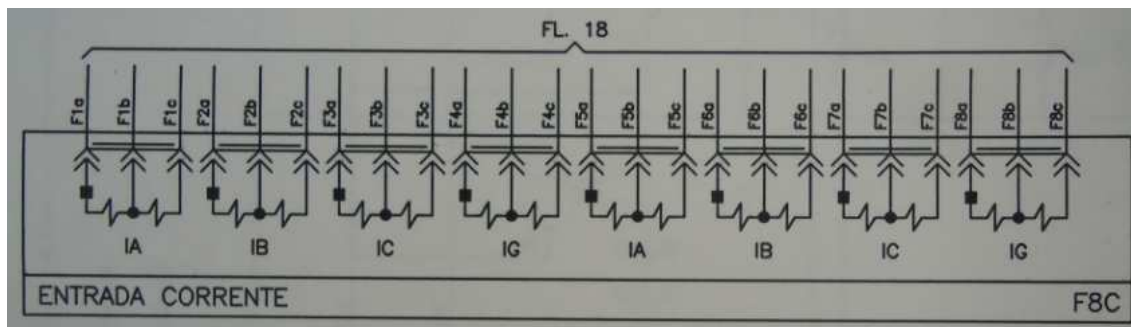 FL. 18
F1a F1b F1c F2a F2b F2c F3a F3b F3c F4a F4b F4c F5a F5b F5c F6a F6b F6c F7a F7b F7c F8a F8b F8c
IA IB IC IG IA IB IC IG
ENTRADA CORRENTE F8C